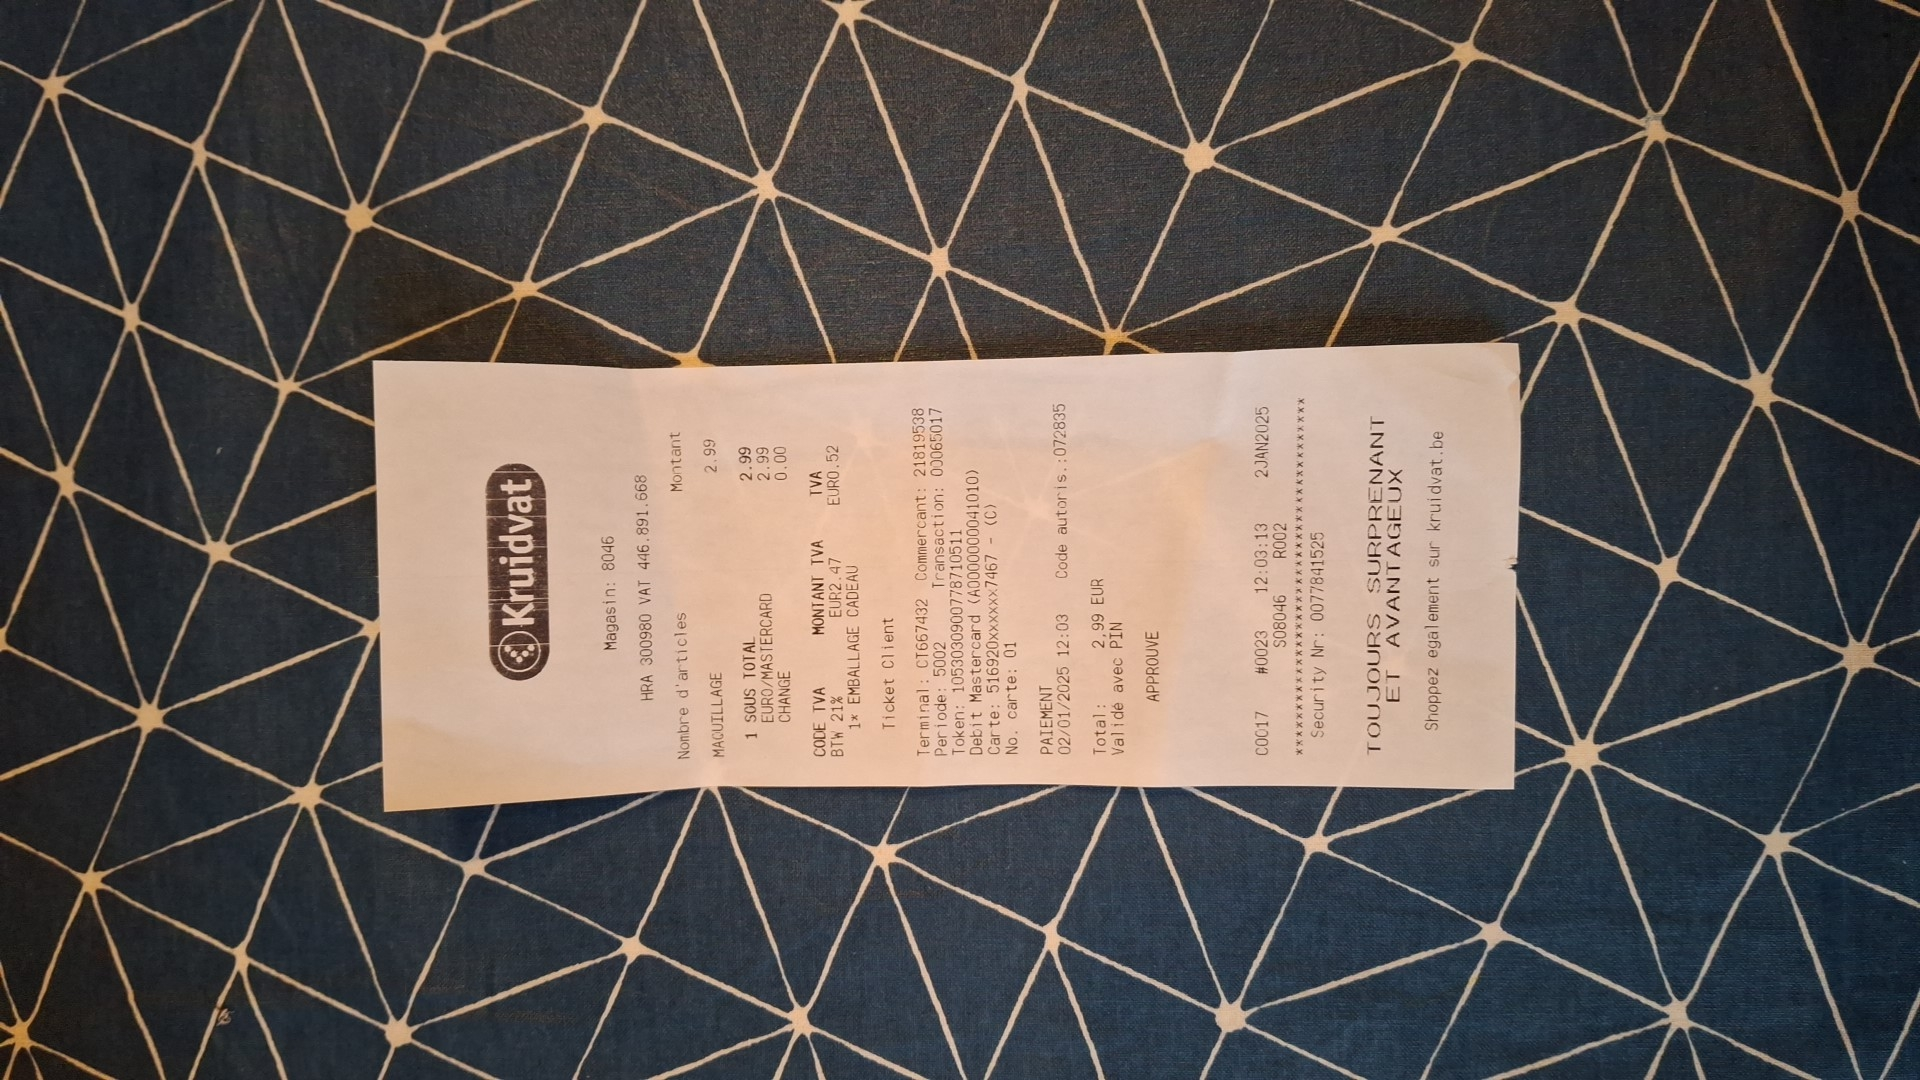 Kruidvat
Magasin: 8046
HRA 300980 VAT 446.891.668
Nombre d'articles Montant
MAQUILLAGE 2.99
1 SOUS TOTAL 2.99
EURO/MASTERCARD 2.99
CHANGE 0.00
CODE TVA MONTANT TVA TVA
BTW 21% EUR2.47 EUR0.52
1* EMBALLAGE CADEAU
Ticket Client
Terminal: CT667432 Commercant: 21819538
Periode: 5002 Transaction: 00065017
Token: 1053030900778710511
Debit Mastercard (A0000000041010)
Carte: 516920xxxxxx7467 - (C)
No. carte: 01
PAIEMENT
02/01/2025 12:03 Code autoris.:072835
Total: 2,99 EUR
Validé avec PIN
APPROUVE
C0017 #0023 12:03:13 2JAN2025
S08046 R002
****************************************
Security Nr: 0077841525
TOUJOURS SURPRENANT
ET AVANTAGEUX
Shoppez egalement sur kruidvat.be